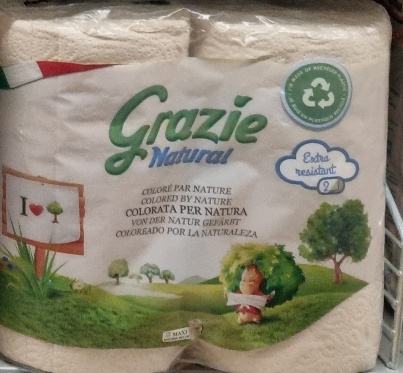 Grazie
Natural
Extra
resistant
2
COLORÉ PAR NATURE
COLORED BY NATURE
COLORATA PER NATURA
VON DER NATUR GEFÄRBT
COLOREADO POR LA NATURALEZA
I
MAXI